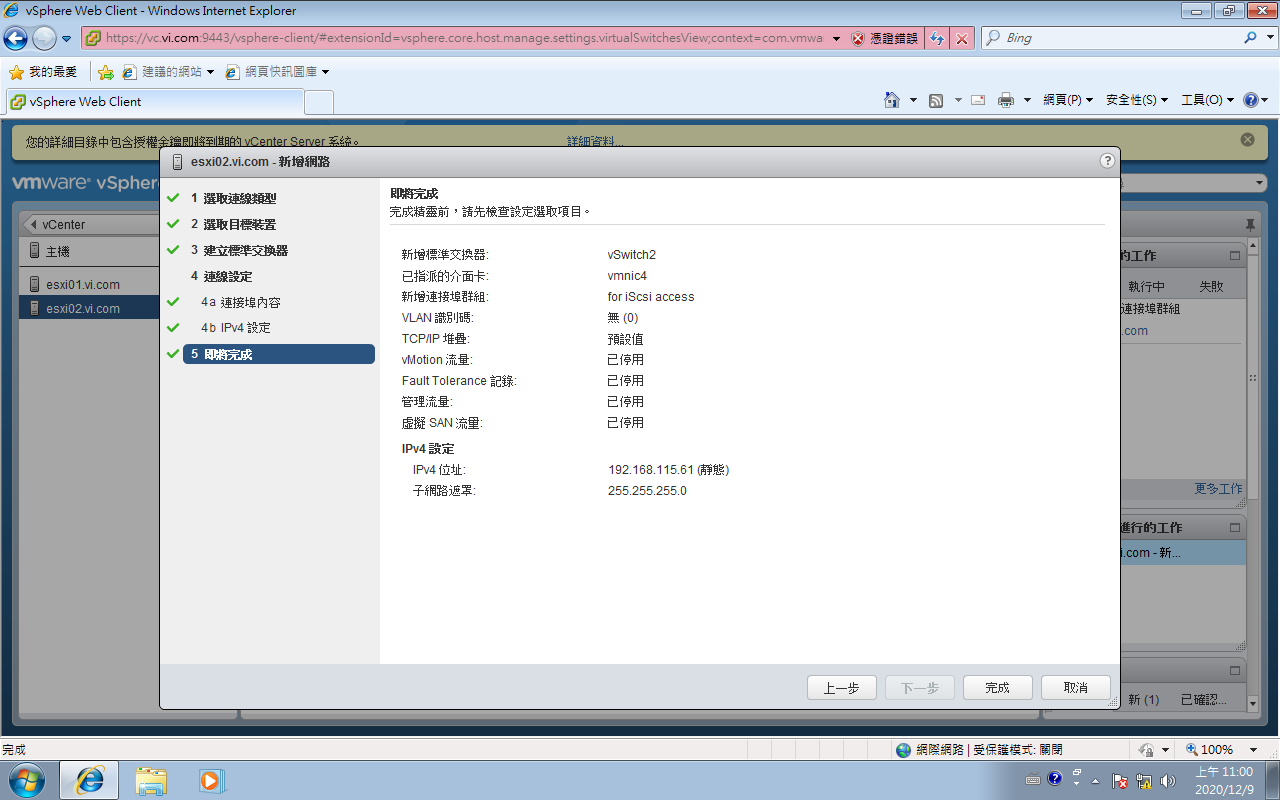 vSphere Web Client - Windows Internet Explorer
https://vc.vi.com:9443/vsphere-client/#extensionId=vsphere.core.host.manage.settings.virtualSwitchesView;context=com.vmwa
憑證錯誤
Bing
我的最愛
建議的網站
網頁快訊圖庫
vSphere Web Client
網頁(P)
安全性(S)
工具(O)
您的詳細目錄中包含授權金鑰即將到期的 vCenter Server 系統。
詳細資料...
vmware vSpher
esxi02.vi.com - 新增網路
vCenter
主機
esxi01.vi.com
esxi02.vi.com
1 選取連線類型
2 選取目標裝置
3 建立標準交換器
4 連線設定
4a 連接埠內容
4b IPv4 設定
5 即將完成
即將完成
完成精靈前，請先檢查設定選取項目。
新增標準交換器: vSwitch2
已指派的介面卡: vmnic4
新增連接埠群組: for iScsi access
VLAN 識別碼: 無 (0)
TCP/IP 堆疊: 預設值
vMotion 流量: 已停用
Fault Tolerance 記錄: 已停用
管理流量: 已停用
虛擬 SAN 流量: 已停用
IPv4 設定
IPv4 位址: 192.168.115.61 (靜態)
子網路遮罩: 255.255.255.0
上一步
下一步
完成
取消
的工作
執行中
失敗
連接埠群組
.com
更多工作
進行的工作
i.com - 新...
新 (1)
已確認...
完成
網際網路 | 受保護模式: 關閉
100%
上午 11:00
2020/12/9